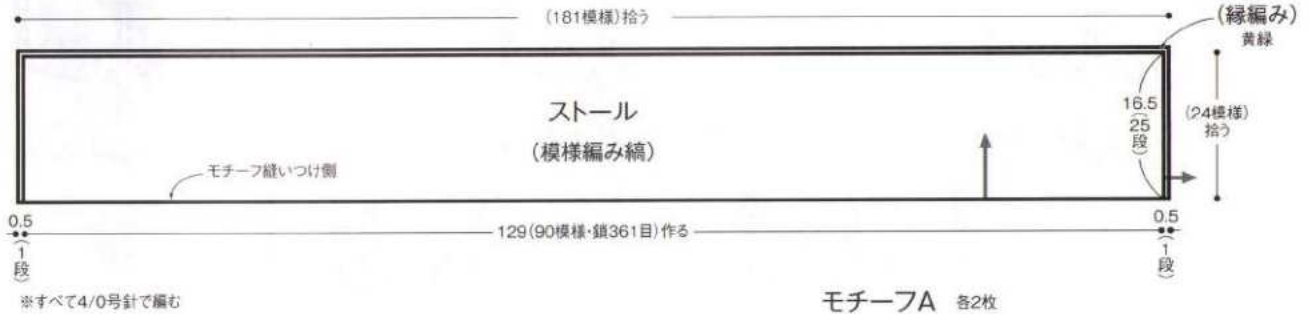 (181模様)拾う
(縁編み)
黄緑
ストール
(模様編み縞)
16.5
(25段)
(24模様)
拾う
モチーフ縫いつけ側
0.5
(1段)
129(90模様・鎖361目)作る
0.5
(1段)
※すべて4/0号針で編む
モチーフA 各2枚